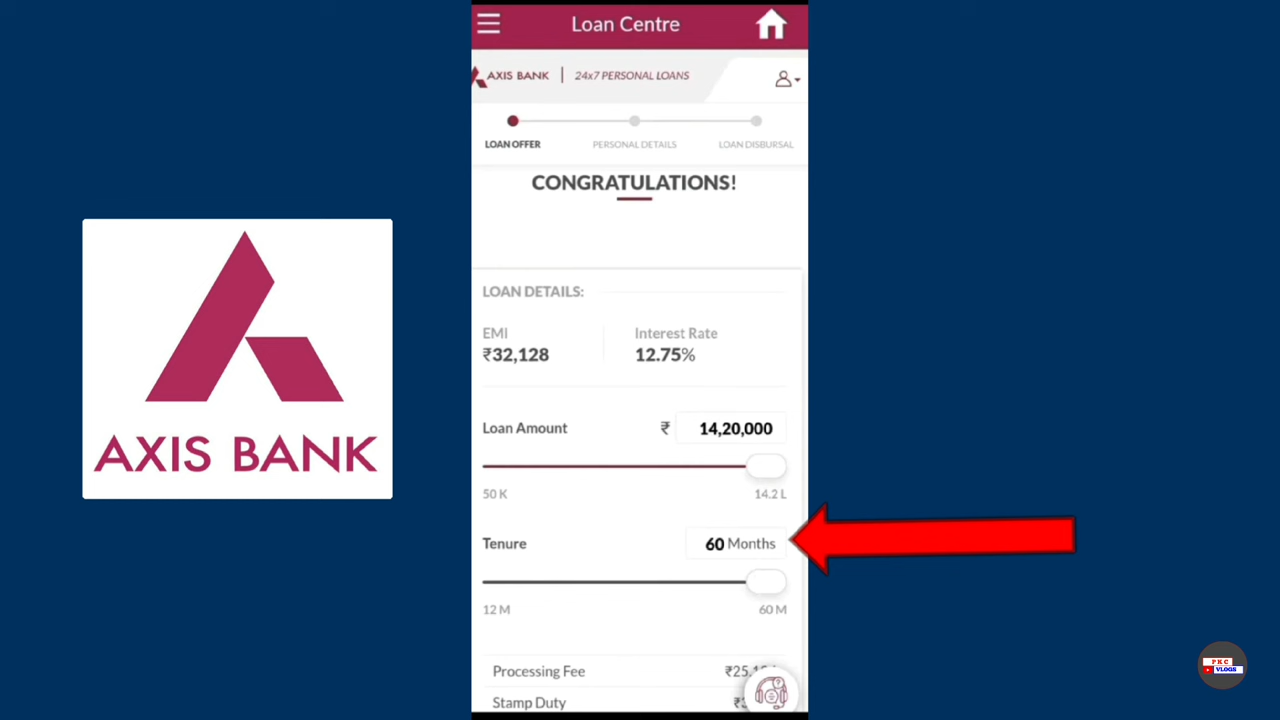 Loan Centre
AXIS BANK | 24x7 PERSONAL LOANS
LOAN OFFER PERSONAL DETAILS LOAN DISBURSAL
CONGRATULATIONS!
LOAN DETAILS:
EMI Interest Rate
₹32,128 12.75%
Loan Amount ₹ 14,20,000
50 K 14.2 L
Tenure 60 Months
12 M 60 M
Processing Fee
Stamp Duty
AXIS BANK
PKC
VLOGS